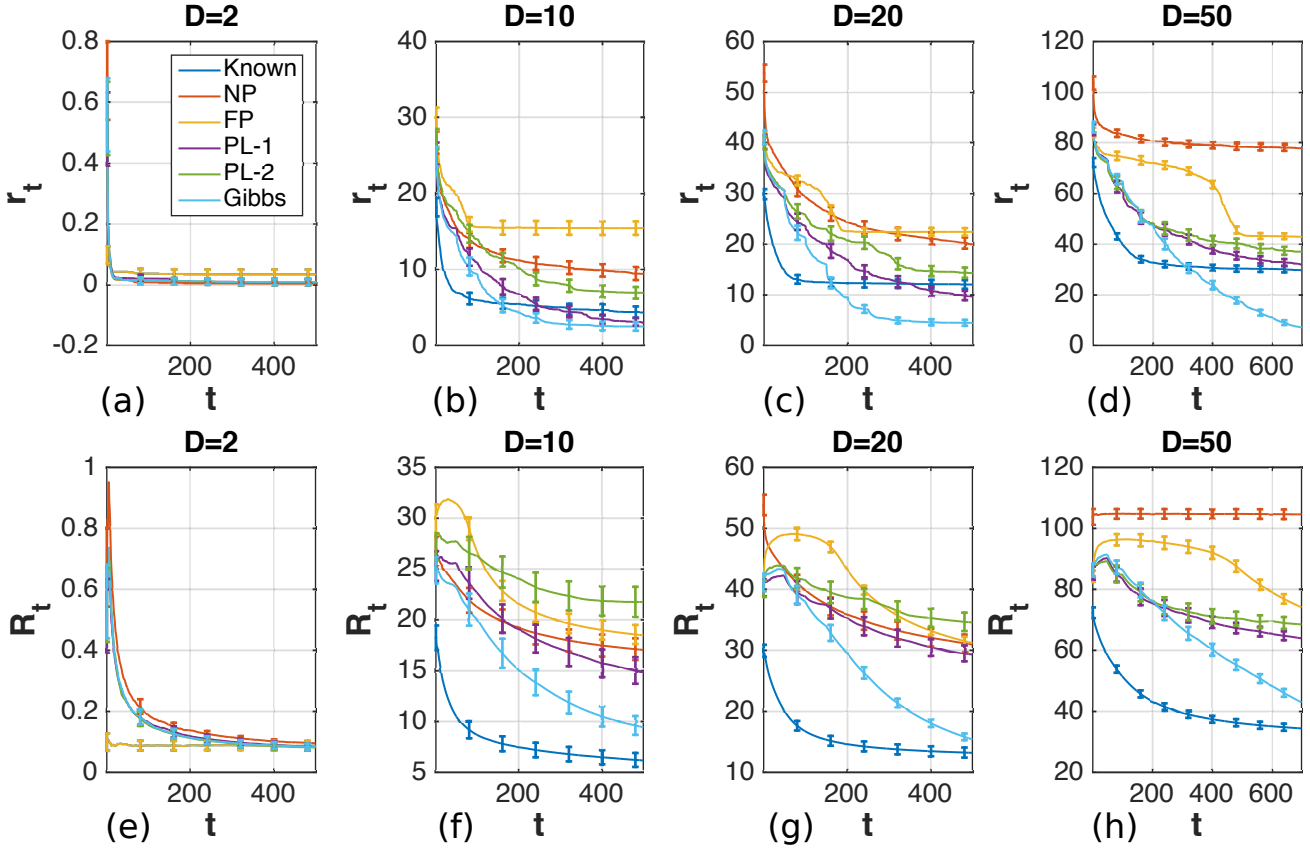 D=2 D=10 D=20 D=50
0.8 40 60 120
0.6 50 100
30 40 80
0.4 20 30 60
0.2 20 40
0 10 10 20
-0.2 0 0 0
Known
NP
FP
PL-1
PL-2
Gibbs
r_t r_t r_t r_t
200 400 200 400 200 400 200 400 600
(a) t (b) t (c) t (d) t
D=2 D=10 D=20 D=50
1 35 60 120
0.8 30 50 100
0.6 25 40 80
0.4 20 30 60
0.2 15 20 40
0 10 10 20
5
R_t R_t R_t R_t
200 400 200 400 200 400 200 400 600
(e) t (f) t (g) t (h) t